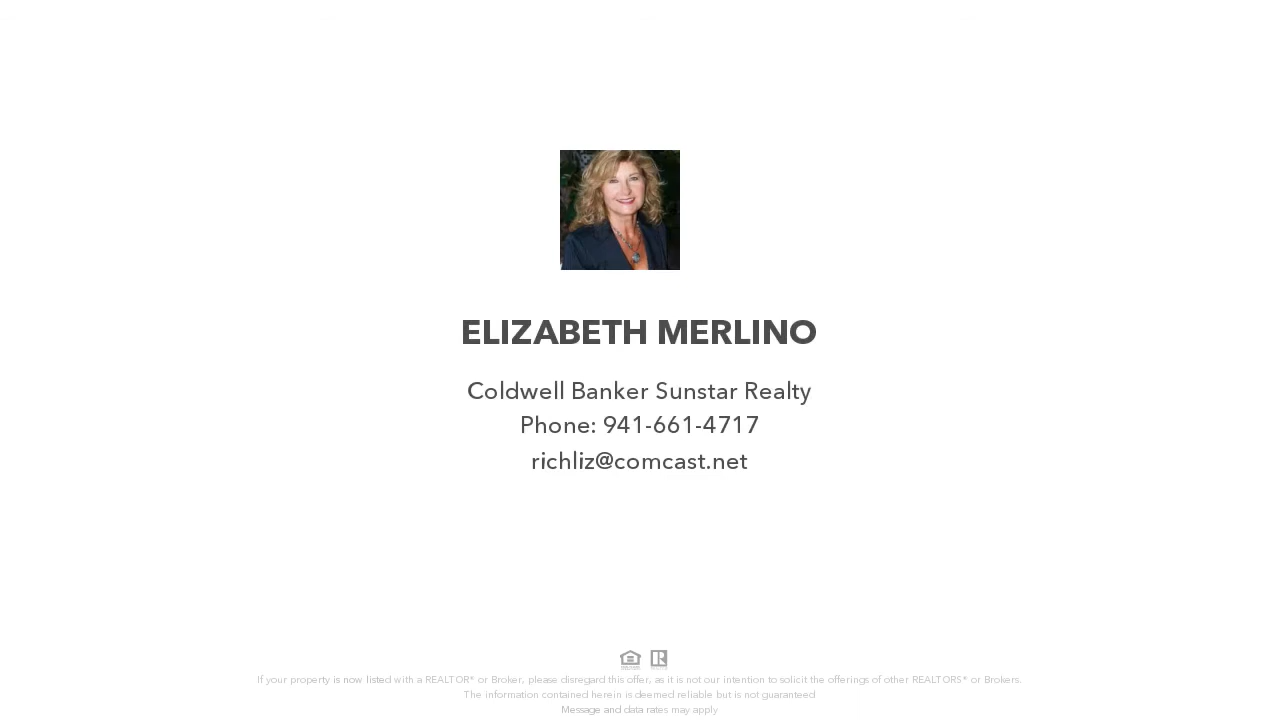 ELIZABETH MERLINO
Coldwell Banker Sunstar Realty
Phone: 941-661-4717
richliz@comcast.net
If your property is now listed with a REALTOR® or Broker, please disregard this offer, as it is not our intention to solicit the offerings of other REALTORS® or Brokers.
The information contained herein is deemed reliable but is not guaranteed
Message and data rates may apply